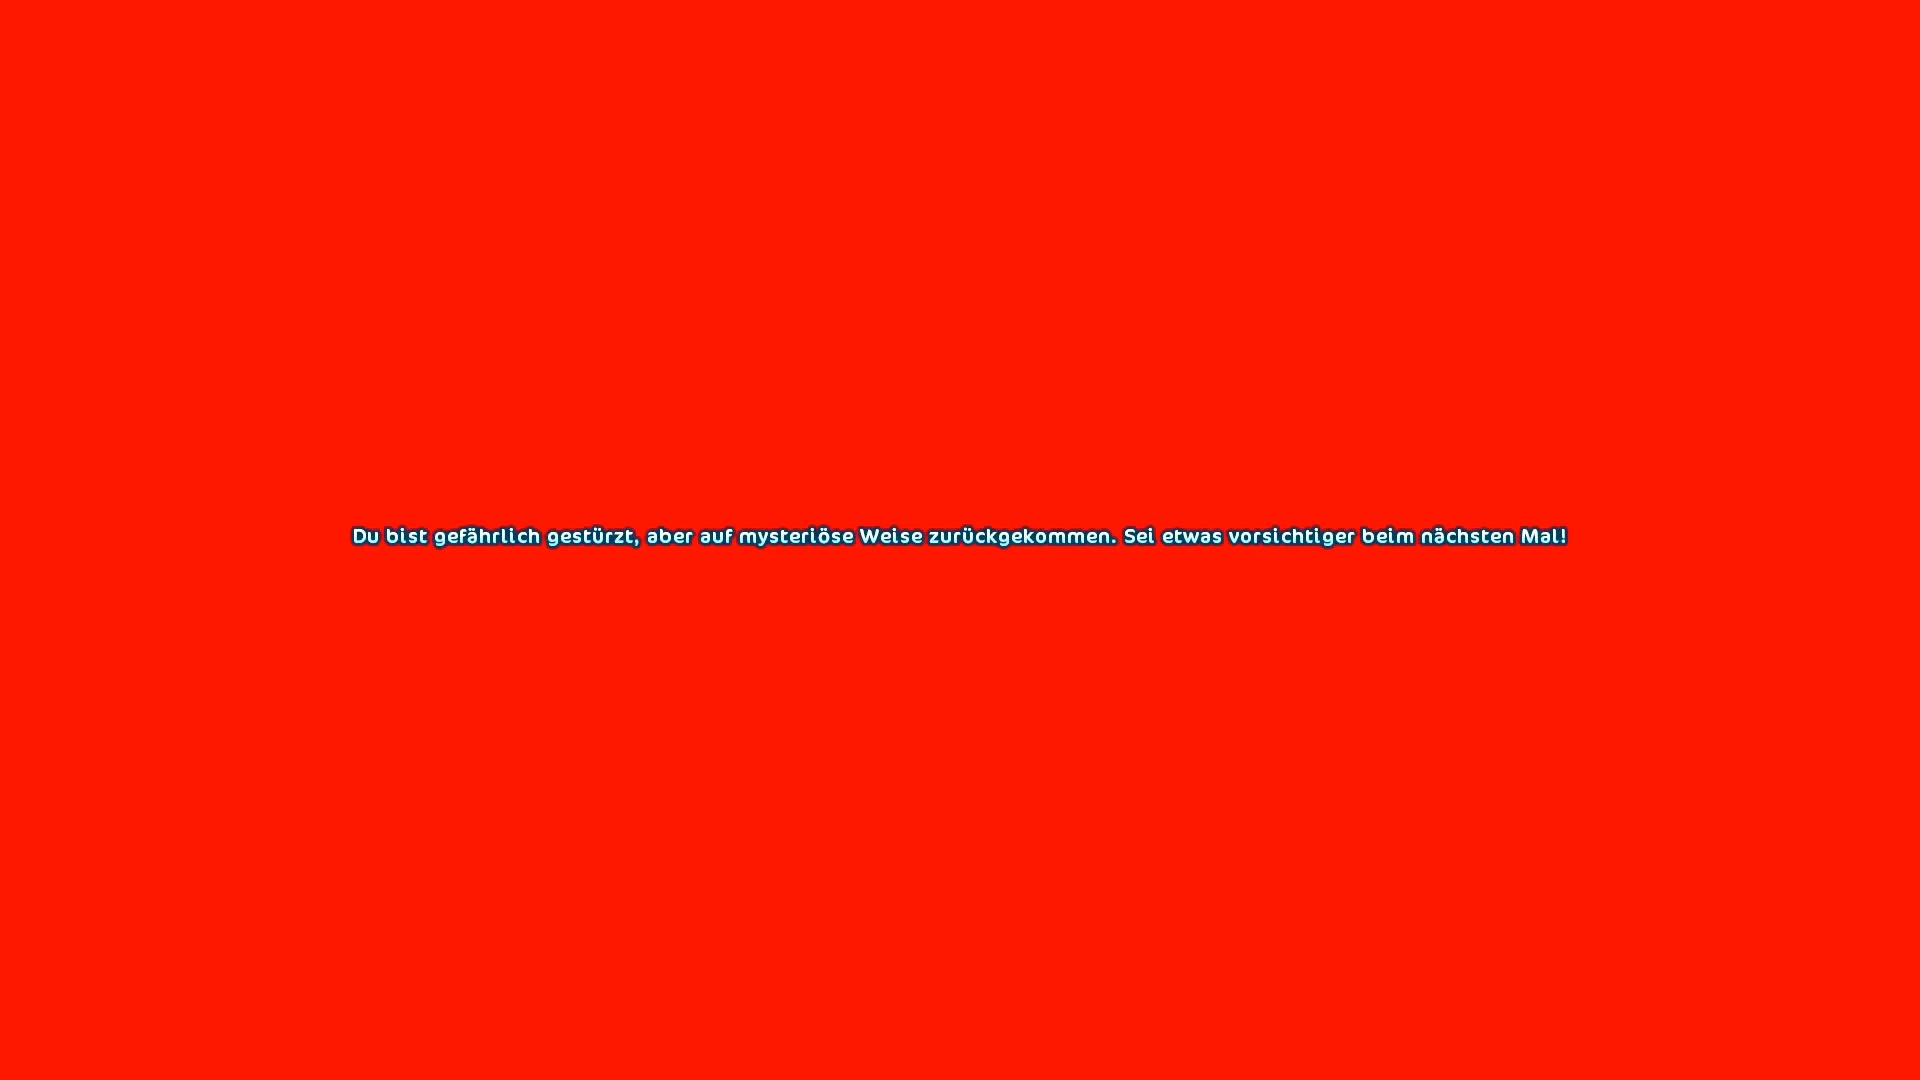 Du bist gefährlich gestürzt, aber auf mysteriöse Weise zurückgekommen. Sei etwas vorsichtiger beim nächsten Mal!